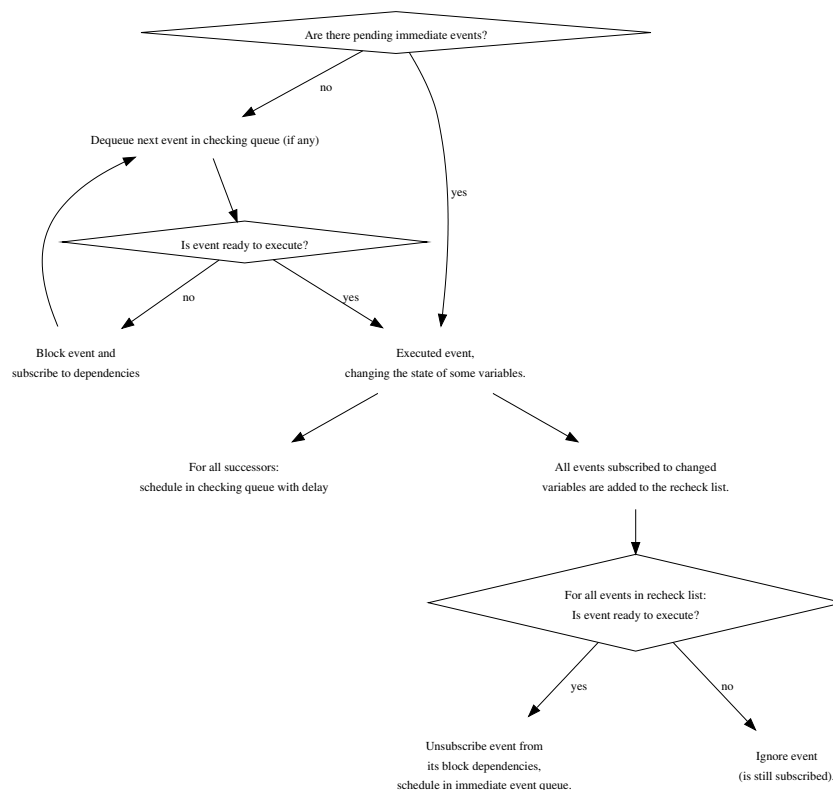 Are there pending immediate events?
no
Dequeue next event in checking queue (if any)
yes
Is event ready to execute?
no
yes
Block event and
subscribe to dependencies
Executed event,
changing the state of some variables.
For all successors:
schedule in checking queue with delay
All events subscribed to changed
variables are added to the recheck list.
For all events in recheck list:
Is event ready to execute?
yes
no
Unsubscribe event from
its block dependencies,
schedule in immediate event queue.
Ignore event
(is still subscribed).